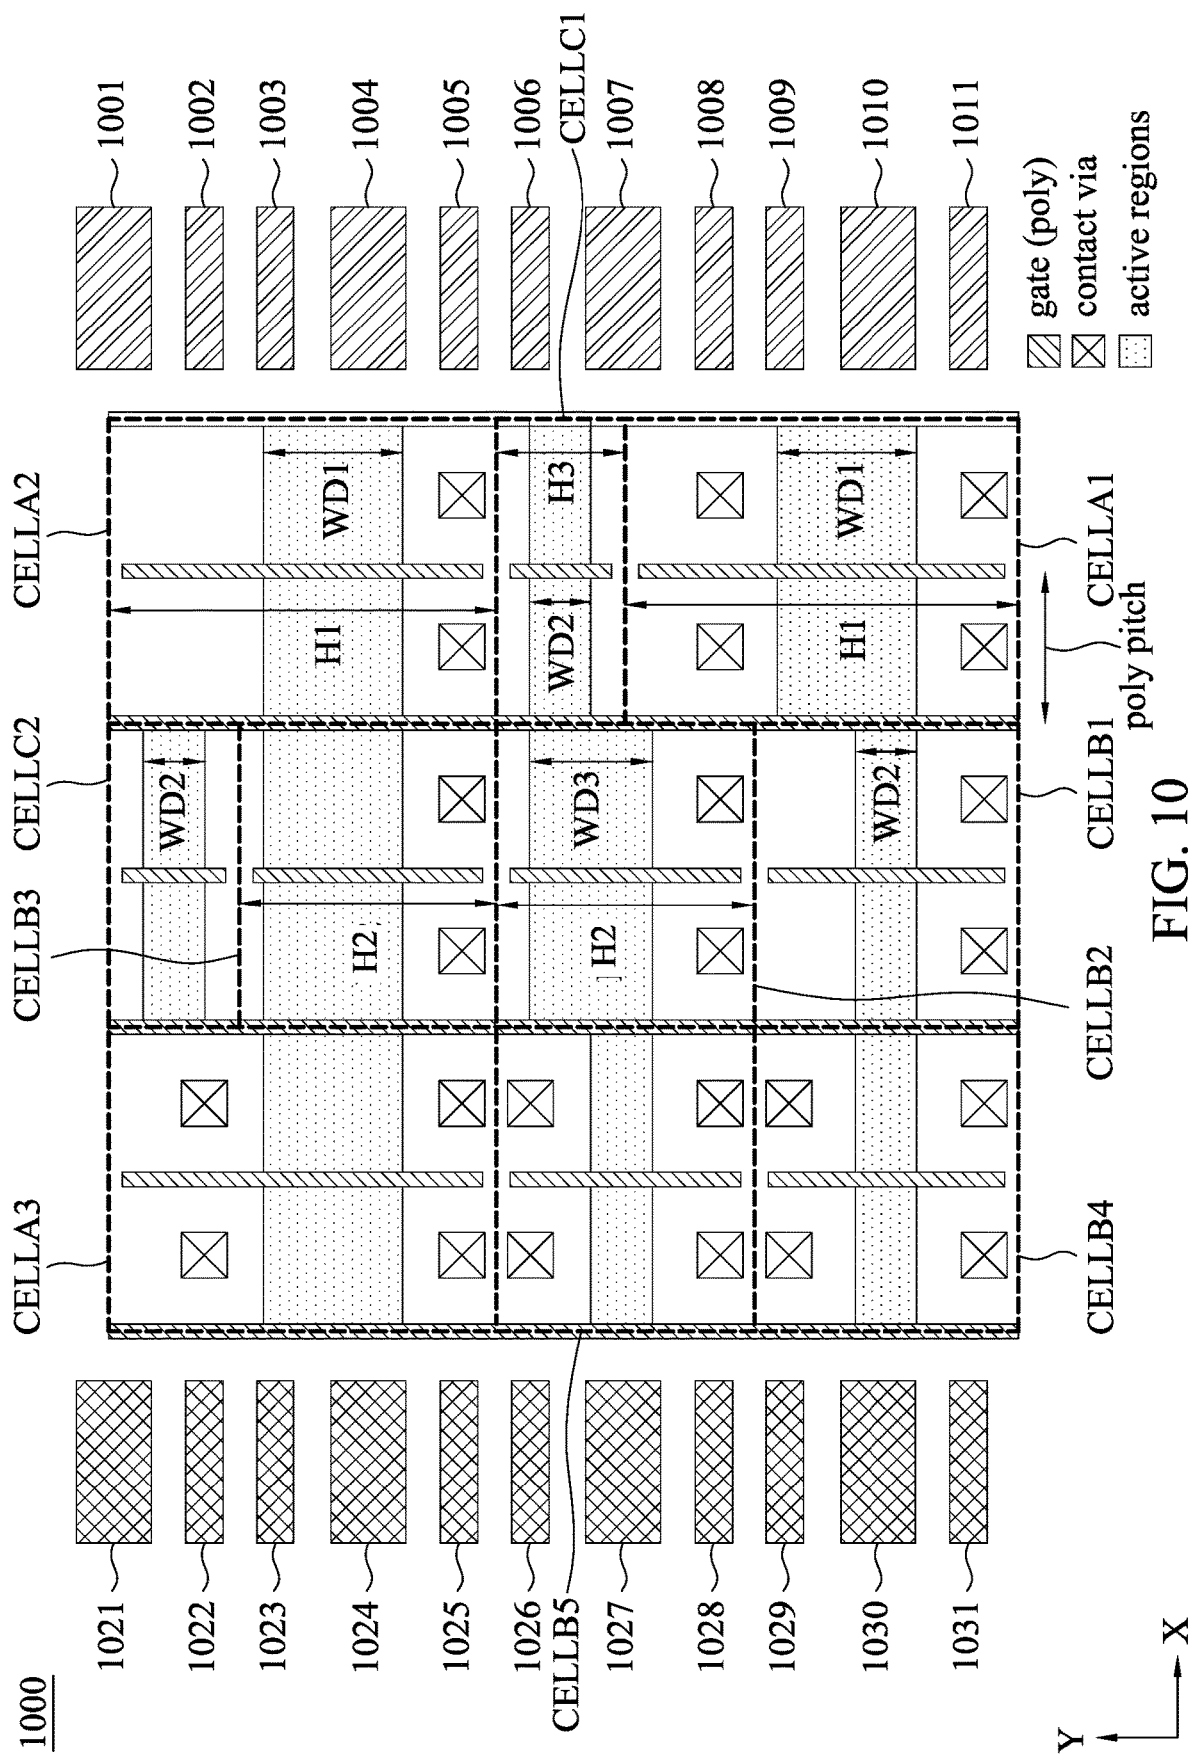 1000
CELLA3
CELLB3
CELLC2
CELLA2
1021
1001
1022
WD2
1002
1023
1003
1024
H2
H1
WD1
1004
1025
1005
1026
WD2
H3
1006
CELLB5
CELLC1
1027
H2
WD3
1007
1028
1008
1029
1009
1030
WD2
H1
WD1
1010
1031
1011
CELLB4
CELLB2
CELLB1
CELLA1
poly pitch
gate (poly)
contact via
active regions
Y
X
FIG. 10